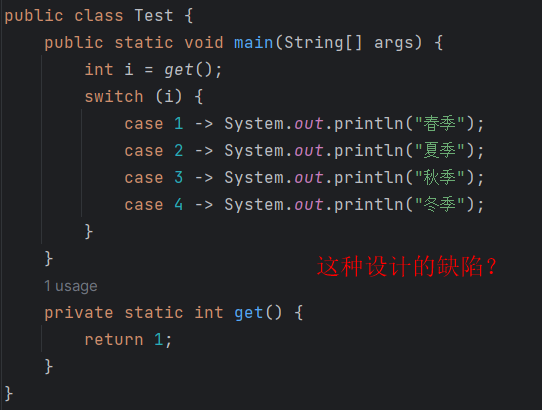 public class Test {
public static void main(String[] args) {
int i = get();
switch (i) {
case 1 -> System.out.println("春季");
case 2 -> System.out.println("夏季");
case 3 -> System.out.println("秋季");
case 4 -> System.out.println("冬季");
}
}
这种设计的缺陷？
1 usage
private static int get() {
return 1;
}
}